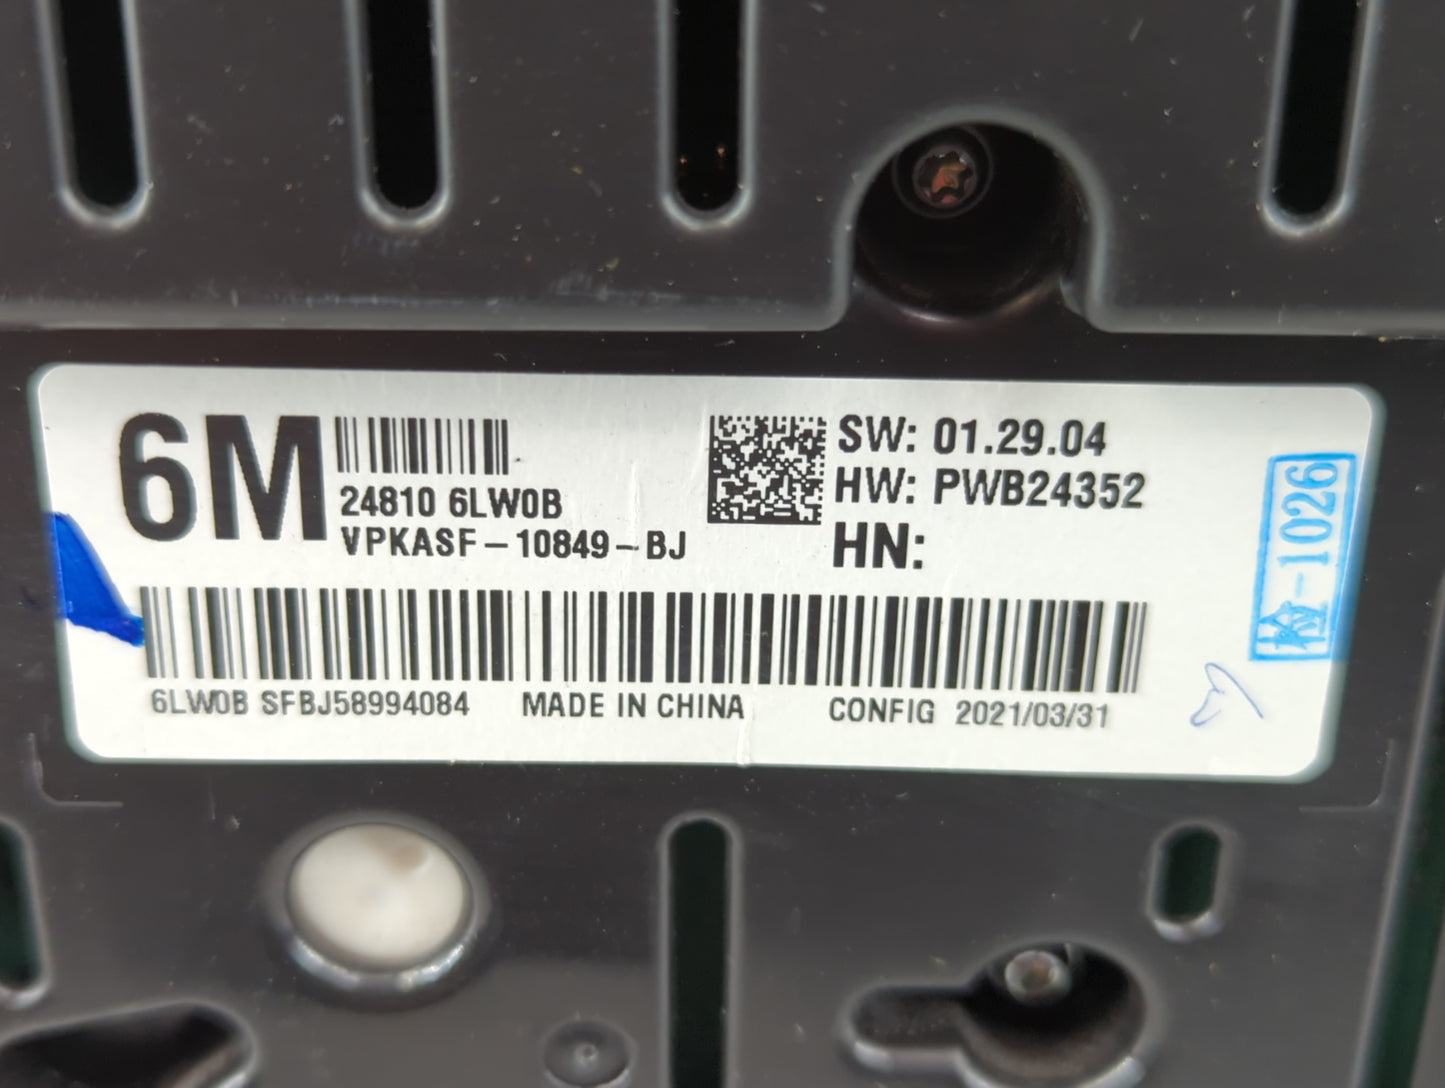 6M
24810 6LW0B
VPKASF-10849-BJ
SW: 01.29.04
HW: PWB24352
HN:
检-1026
6LW0B SFBJ58994084 MADE IN CHINA CONFIG 2021/03/31